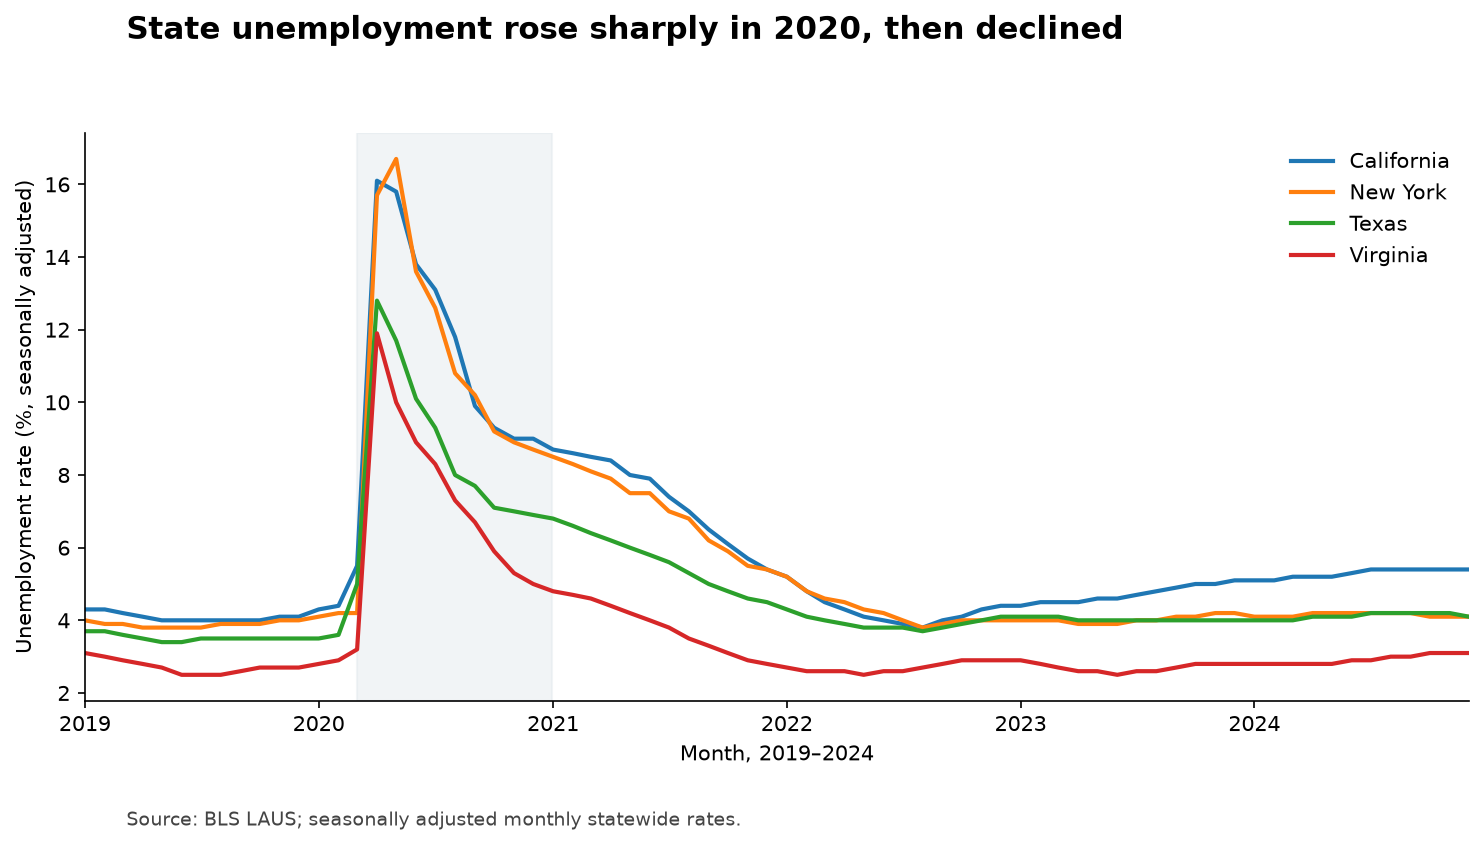 State unemployment rose sharply in 2020, then declined
Unemployment rate (%, seasonally adjusted)
16
14
12
10
8
6
4
2
California
New York
Texas
Virginia
2019 2020 2021 2022 2023 2024
Month, 2019–2024
Source: BLS LAUS; seasonally adjusted monthly statewide rates.